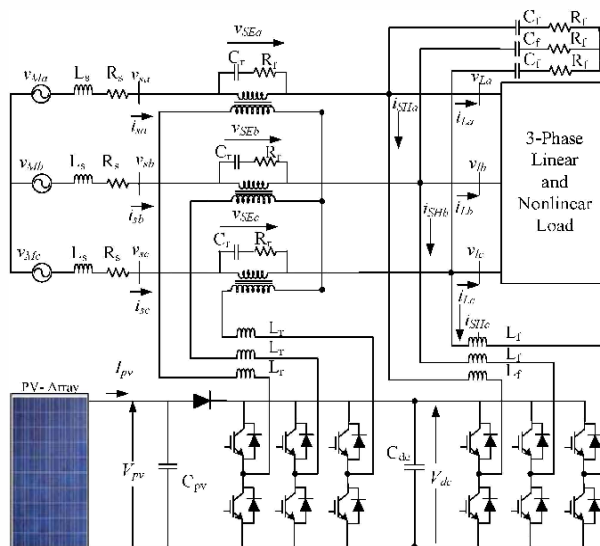 v_SEa
C_r R_r
C_f R_f
C_f R_f
C_f R_f
v_Ma L_s R_s v_sa
i_sa
i_SHa
v_La
i_La
v_SEb
C_r R_r
v_Mb L_s R_s v_sb
i_sb
i_SHb
v_lb
i_Lb
3-Phase
Linear
and
Nonlinear
Load
v_SEc
C_r R_r
v_Mc L_s R_s v_sc
i_sc
v_lc
i_Lc
i_SHc
L_r
L_r
L_r
L_f
L_f
L_f
I_pv
PV- Array
V_pv
C_pv
C_dc
V_dc